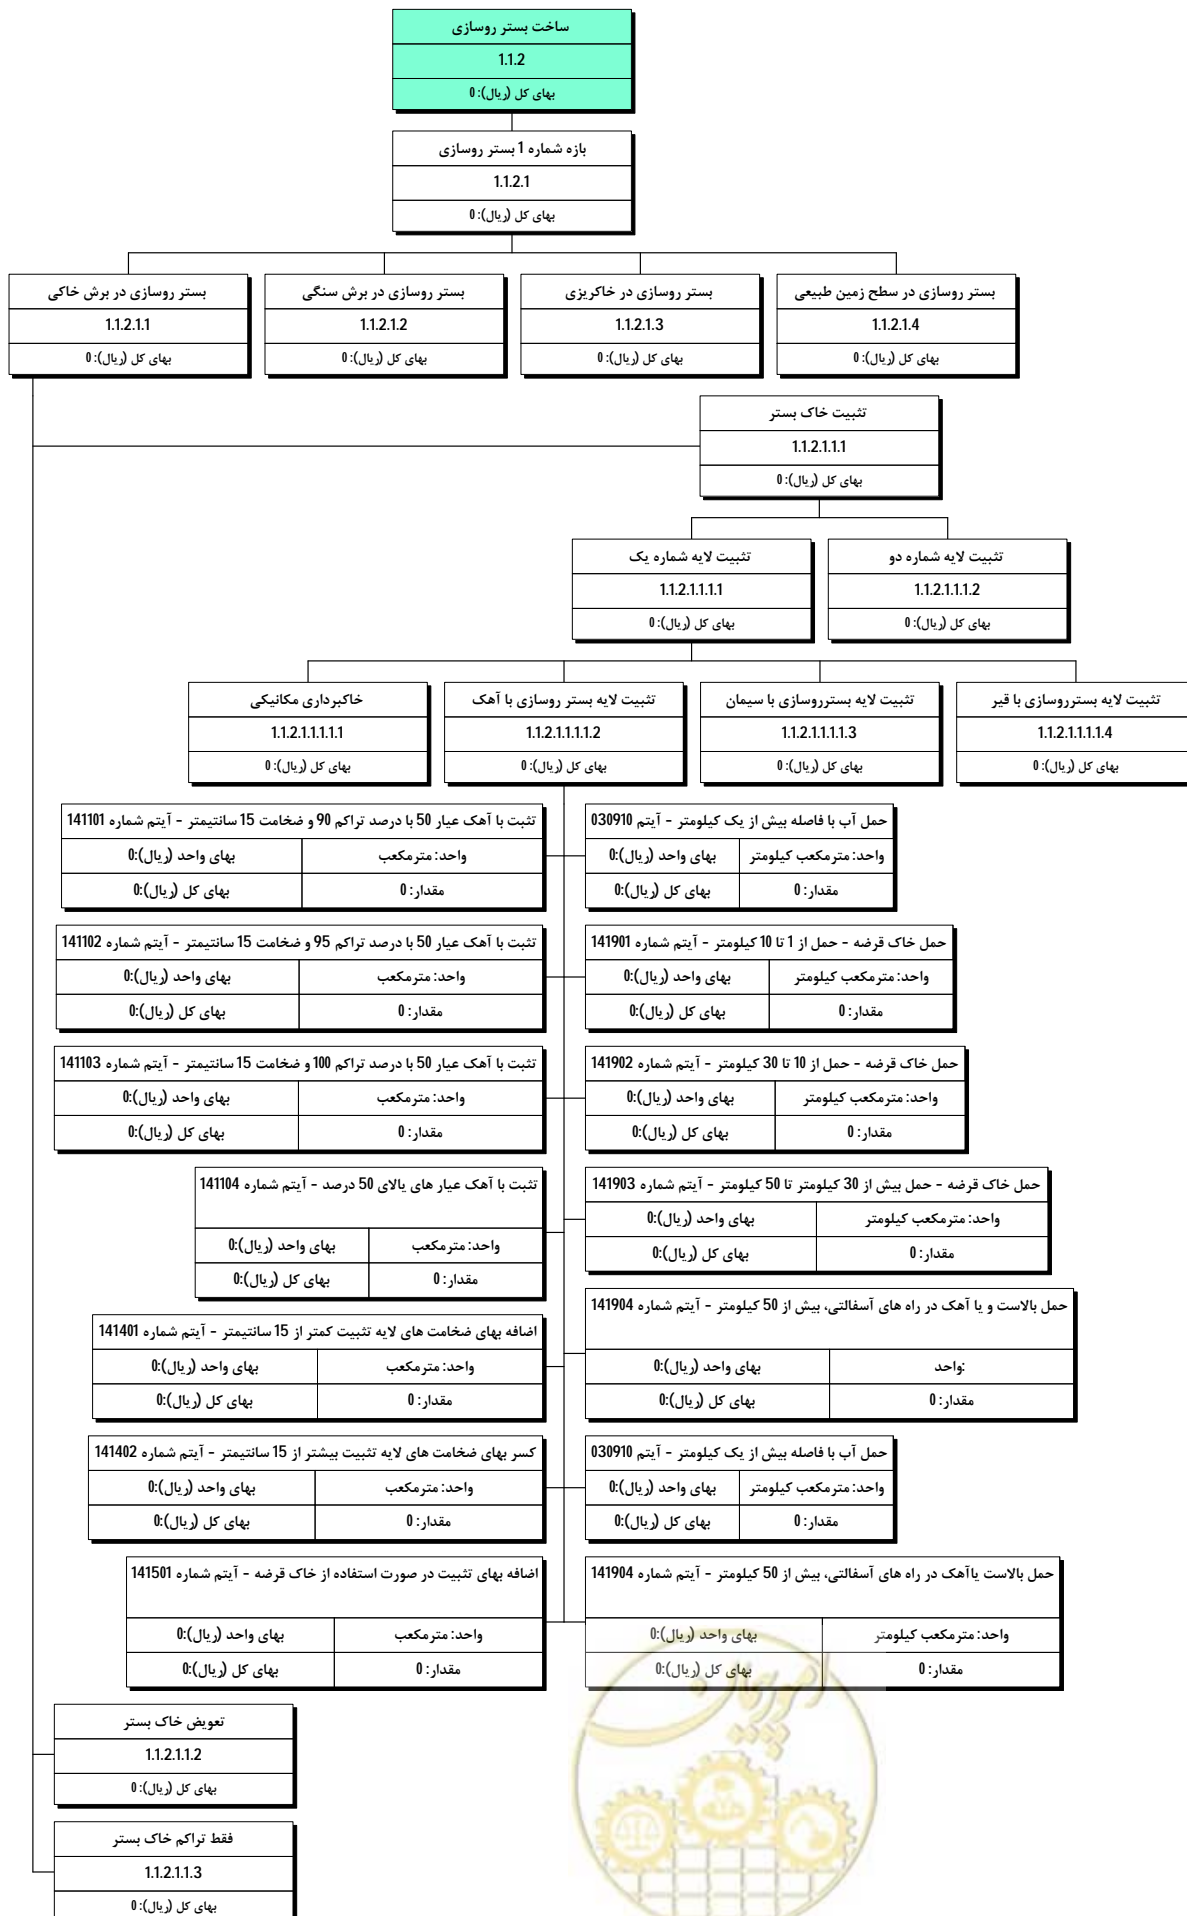 ساخت بستر روسازی
1.1.2
بهای کل (ریال): 0
بازه شماره 1 بستر روسازی
1.1.2.1
بهای کل (ریال): 0
بستر روسازی در برش خاکی
1.1.2.1.1
بهای کل (ریال): 0
بستر روسازی در برش سنگی
1.1.2.1.2
بهای کل (ریال): 0
بستر روسازی در خاکریزی
1.1.2.1.3
بهای کل (ریال): 0
بستر روسازی در سطح زمین طبیعی
1.1.2.1.4
بهای کل (ریال): 0
تثبیت خاک بستر
1.1.2.1.1.1
بهای کل (ریال): 0
تثبیت لایه شماره یک
1.1.2.1.1.1.1
بهای کل (ریال): 0
تثبیت لایه شماره دو
1.1.2.1.1.1.2
بهای کل (ریال): 0
خاکبرداری مکانیکی
1.1.2.1.1.1.1.1
بهای کل (ریال): 0
تثبیت لایه بستر روسازی با آهک
1.1.2.1.1.1.1.2
بهای کل (ریال): 0
تثبیت لایه بسترروسازی با سیمان
1.1.2.1.1.1.1.3
بهای کل (ریال): 0
تثبیت لایه بسترروسازی با قیر
1.1.2.1.1.1.1.4
بهای کل (ریال): 0
تثبت با آهک عیار 50 با درصد تراکم 90 و ضخامت 15 سانتیمتر - آیتم شماره 141101
واحد: مترمکعب
بهای واحد (ریال):0
مقدار: 0
بهای کل (ریال):0
حمل آب با فاصله بیش از یک کیلومتر - آیتم 030910
واحد: مترمکعب کیلومتر
بهای واحد (ریال):0
مقدار: 0
بهای کل (ریال):0
تثبت با آهک عیار 50 با درصد تراکم 95 و ضخامت 15 سانتیمتر - آیتم شماره 141102
واحد: مترمکعب
بهای واحد (ریال):0
مقدار: 0
بهای کل (ریال):0
حمل خاک قرضه - حمل از 1 تا 10 کیلومتر - آیتم شماره 141901
واحد: مترمکعب کیلومتر
بهای واحد (ریال):0
مقدار: 0
بهای کل (ریال):0
تثبت با آهک عیار 50 با درصد تراکم 100 و ضخامت 15 سانتیمتر - آیتم شماره 141103
واحد: مترمکعب
بهای واحد (ریال):0
مقدار: 0
بهای کل (ریال):0
حمل خاک قرضه - حمل از 10 تا 30 کیلومتر - آیتم شماره 141902
واحد: مترمکعب کیلومتر
بهای واحد (ریال):0
مقدار: 0
بهای کل (ریال):0
تثبت با آهک عیار های یالای 50 درصد - آیتم شماره 141104
واحد: مترمکعب
بهای واحد (ریال):0
مقدار: 0
بهای کل (ریال):0
حمل خاک قرضه - حمل بیش از 30 کیلومتر تا 50 کیلومتر - آیتم شماره 141903
واحد: مترمکعب کیلومتر
بهای واحد (ریال):0
مقدار: 0
بهای کل (ریال):0
اضافه بهای ضخامت های لایه تثبیت کمتر از 15 سانتیمتر - آیتم شماره 141401
واحد: مترمکعب
بهای واحد (ریال):0
مقدار: 0
بهای کل (ریال):0
حمل بالاست و یا آهک در راه های آسفالتی، بیش از 50 کیلومتر - آیتم شماره 141904
:واحد
بهای واحد (ریال):0
مقدار: 0
بهای کل (ریال):0
کسر بهای ضخامت های لایه تثبیت بیشتر از 15 سانتیمتر - آیتم شماره 141402
واحد: مترمکعب
بهای واحد (ریال):0
مقدار: 0
بهای کل (ریال):0
حمل آب با فاصله بیش از یک کیلومتر - آیتم 030910
واحد: مترمکعب کیلومتر
بهای واحد (ریال):0
مقدار: 0
بهای کل (ریال):0
اضافه بهای تثبیت در صورت استفاده از خاک قرضه - آیتم شماره 141501
واحد: مترمکعب
بهای واحد (ریال):0
مقدار: 0
بهای کل (ریال):0
حمل بالاست یاآهک در راه های آسفالتی، بیش از 50 کیلومتر - آیتم شماره 141904
واحد: مترمکعب کیلومتر
بهای واحد (ریال):0
مقدار: 0
بهای کل (ریال):0
امور پیمان
تعویض خاک بستر
1.1.2.1.1.2
بهای کل (ریال): 0
فقط تراکم خاک بستر
1.1.2.1.1.3
بهای کل (ریال): 0